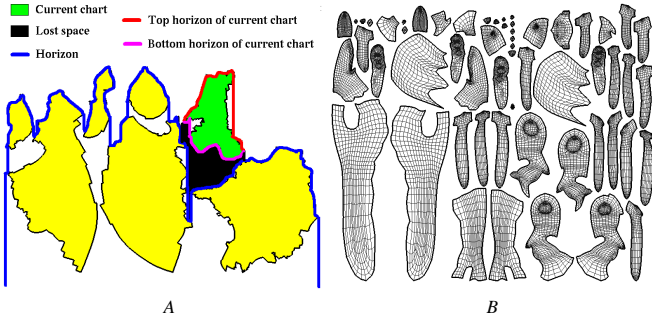 Current chart
Lost space
Horizon
Top horizon of current chart
Bottom horizon of current chart
A
B